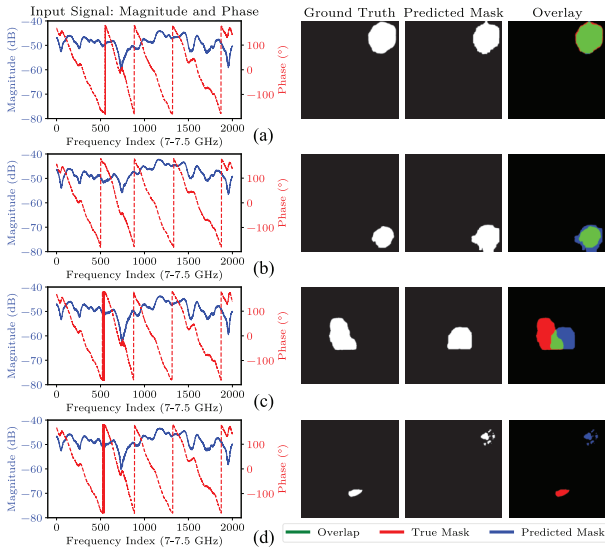 Input Signal: Magnitude and Phase
Ground Truth
Predicted Mask
Overlay
Magnitude (dB)
−40
−50
−60
−70
−80
0
500
1000
1500
2000
100
0
−100
Phase (°)
Frequency Index (7-7.5 GHz)
(a)
Magnitude (dB)
−40
−50
−60
−70
−80
0
500
1000
1500
2000
100
0
−100
Phase (°)
Frequency Index (7-7.5 GHz)
(b)
Magnitude (dB)
−40
−50
−60
−70
−80
0
500
1000
1500
2000
100
0
−100
Phase (°)
Frequency Index (7-7.5 GHz)
(c)
Magnitude (dB)
−40
−50
−60
−70
−80
0
500
1000
1500
2000
100
0
−100
Phase (°)
Frequency Index (7-7.5 GHz)
(d)
Overlap
True Mask
Predicted Mask